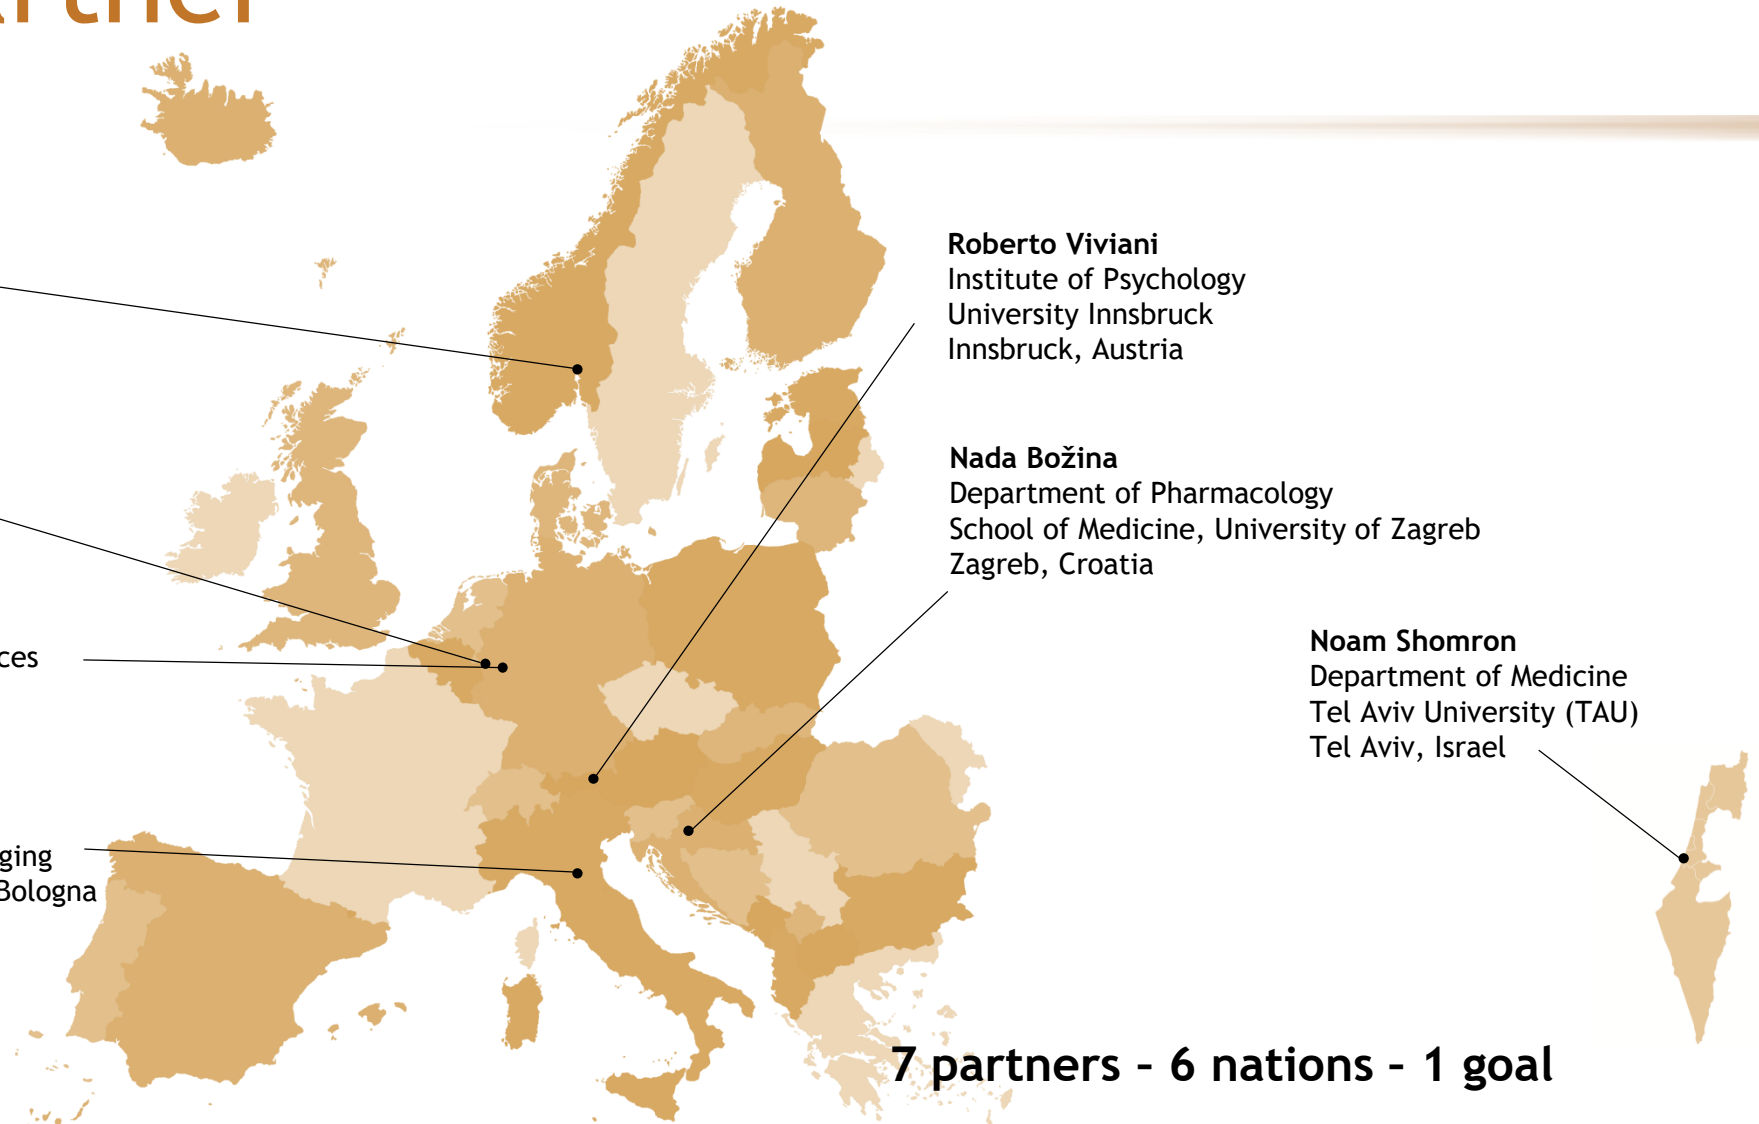 Roberto Viviani
Institute of Psychology
University Innsbruck
Innsbruck, Austria
Nada Božina
Department of Pharmacology
School of Medicine, University of Zagreb
Zagreb, Croatia
Noam Shomron
Department of Medicine
Tel Aviv University (TAU)
Tel Aviv, Israel
Bologna
7 partners – 6 nations – 1 goal